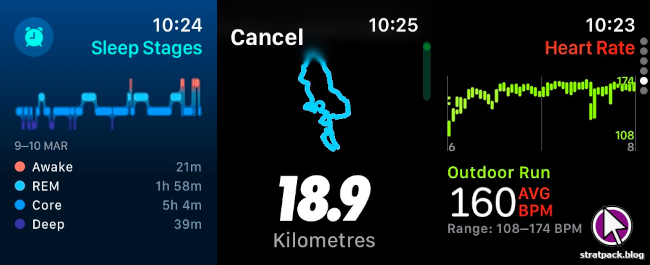 10:24
Sleep Stages
9–10 MAR
Awake 21m
REM 1h 58m
Core 5h 4m
Deep 39m
10:25
Cancel
18.9
Kilometres
10:23
Heart Rate
174
108
6 8
Outdoor Run
160 AVG BPM
Range: 108–174 BPM
stratpack.blog